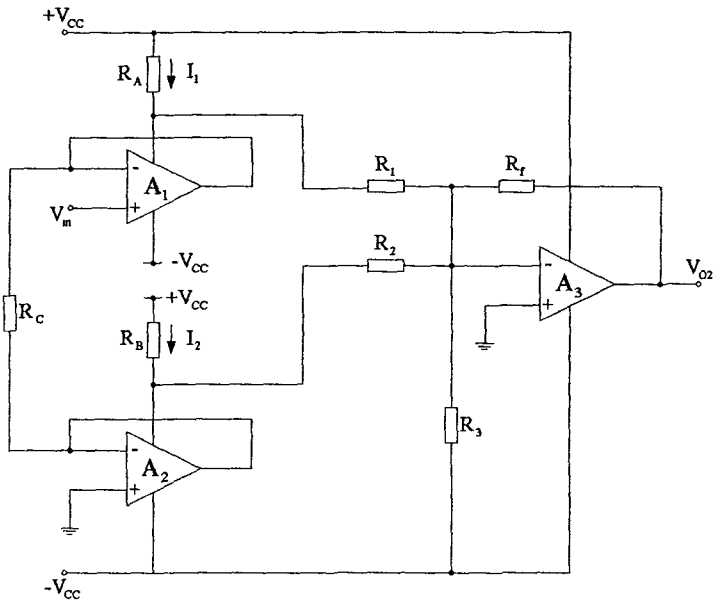 +V_CC
R_A
I_1
-
A_1
+
V_in
-V_CC
+V_CC
R_C
R_B
I_2
-
A_2
+
-V_CC
R_1
R_f
R_2
-
A_3
+
V_O2
R_3